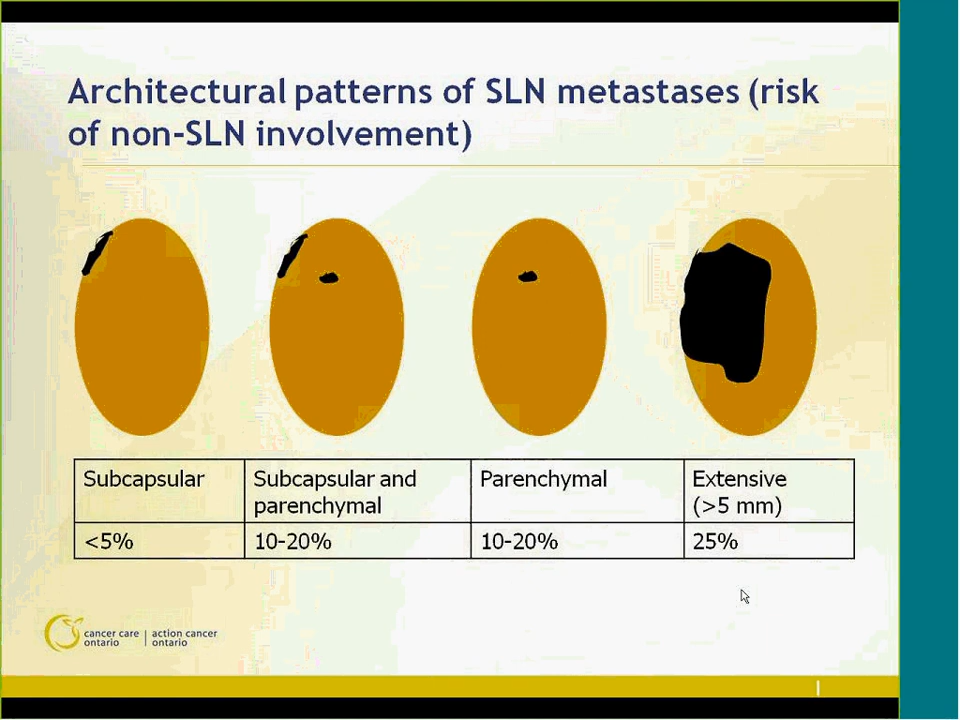 Architectural patterns of SLN metastases (risk
of non-SLN involvement)
Subcapsular
Subcapsular and
parenchymal
Parenchymal
Extensive
(>5 mm)
<5%
10-20%
10-20%
25%
cancer care
ontario
action cancer
ontario